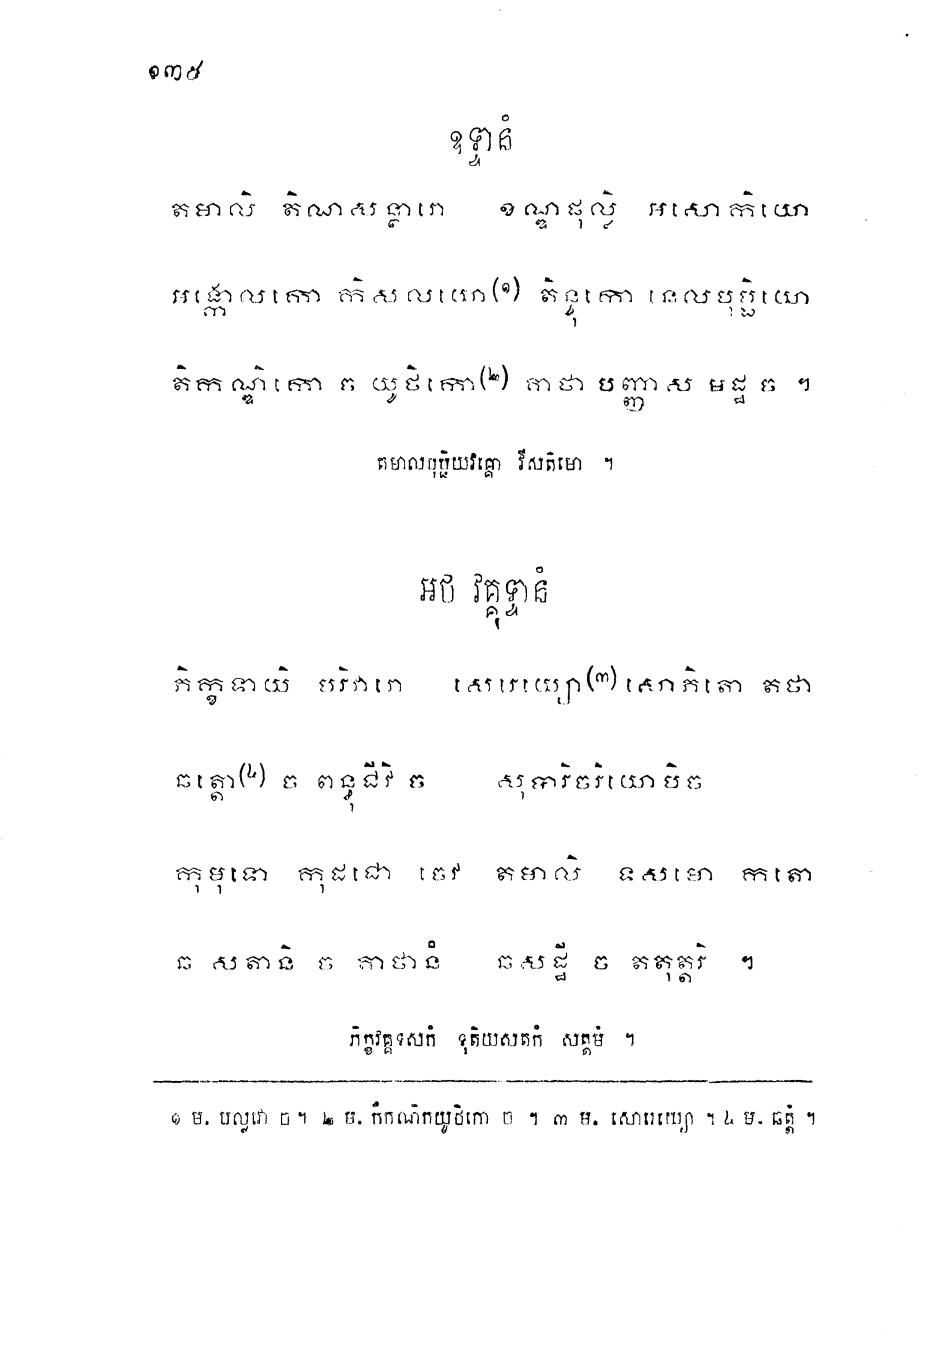 ១៣៩
ឧទ្ទានំ
តមាលិ តិណសន្ថារោ ខណ្ឌផុល្លិ អសោកិយោ
អង្កោលកោ កិសលយោ(១) តិន្ទុកោ នេលបុប្ផិយោ
តិកណ្ឌិកោ ច យូថិកោ(២) គាថា បញ្ញាស មដ្ឋច ។
តមាលបុប្ផិយវគ្គោ វីសតិមោ ។
អថ វគ្គុទ្ទានំ
ភិក្ខទាយិ បរិវារោ សេរេយ្យោ(៣) សោភិតោ តថា
ឆត្តោ(៤) ច ពន្ធុជីវិ ច សុបារិចរិយោបិច
កុមុទោ កុដជោ ចេវ តមាលិ ទសមោ កតោ
ឆ សតានិ ច គាថានំ ឆសដ្ឋី ច តតុត្តរិ ។
ភិក្ខវគ្គទសកំ ទុតិយសតកំ សត្តមំ ។
១ ម. បល្លវោ ច។ ២ ម. កឹកណិកយូថិកោ ច ។ ៣ ម. សោរេយ្យោ ។ ៤ ម. ឆត្តំ ។